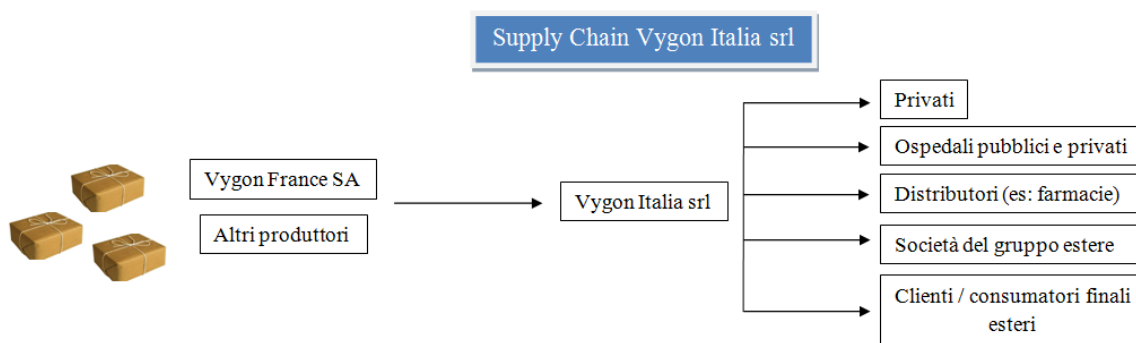 Supply Chain Vygon Italia srl
Vygon France SA
Altri produttori
Vygon Italia srl
Privati
Ospedali pubblici e privati
Distributori (es: farmacie)
Società del gruppo estere
Clienti / consumatori finali
esteri